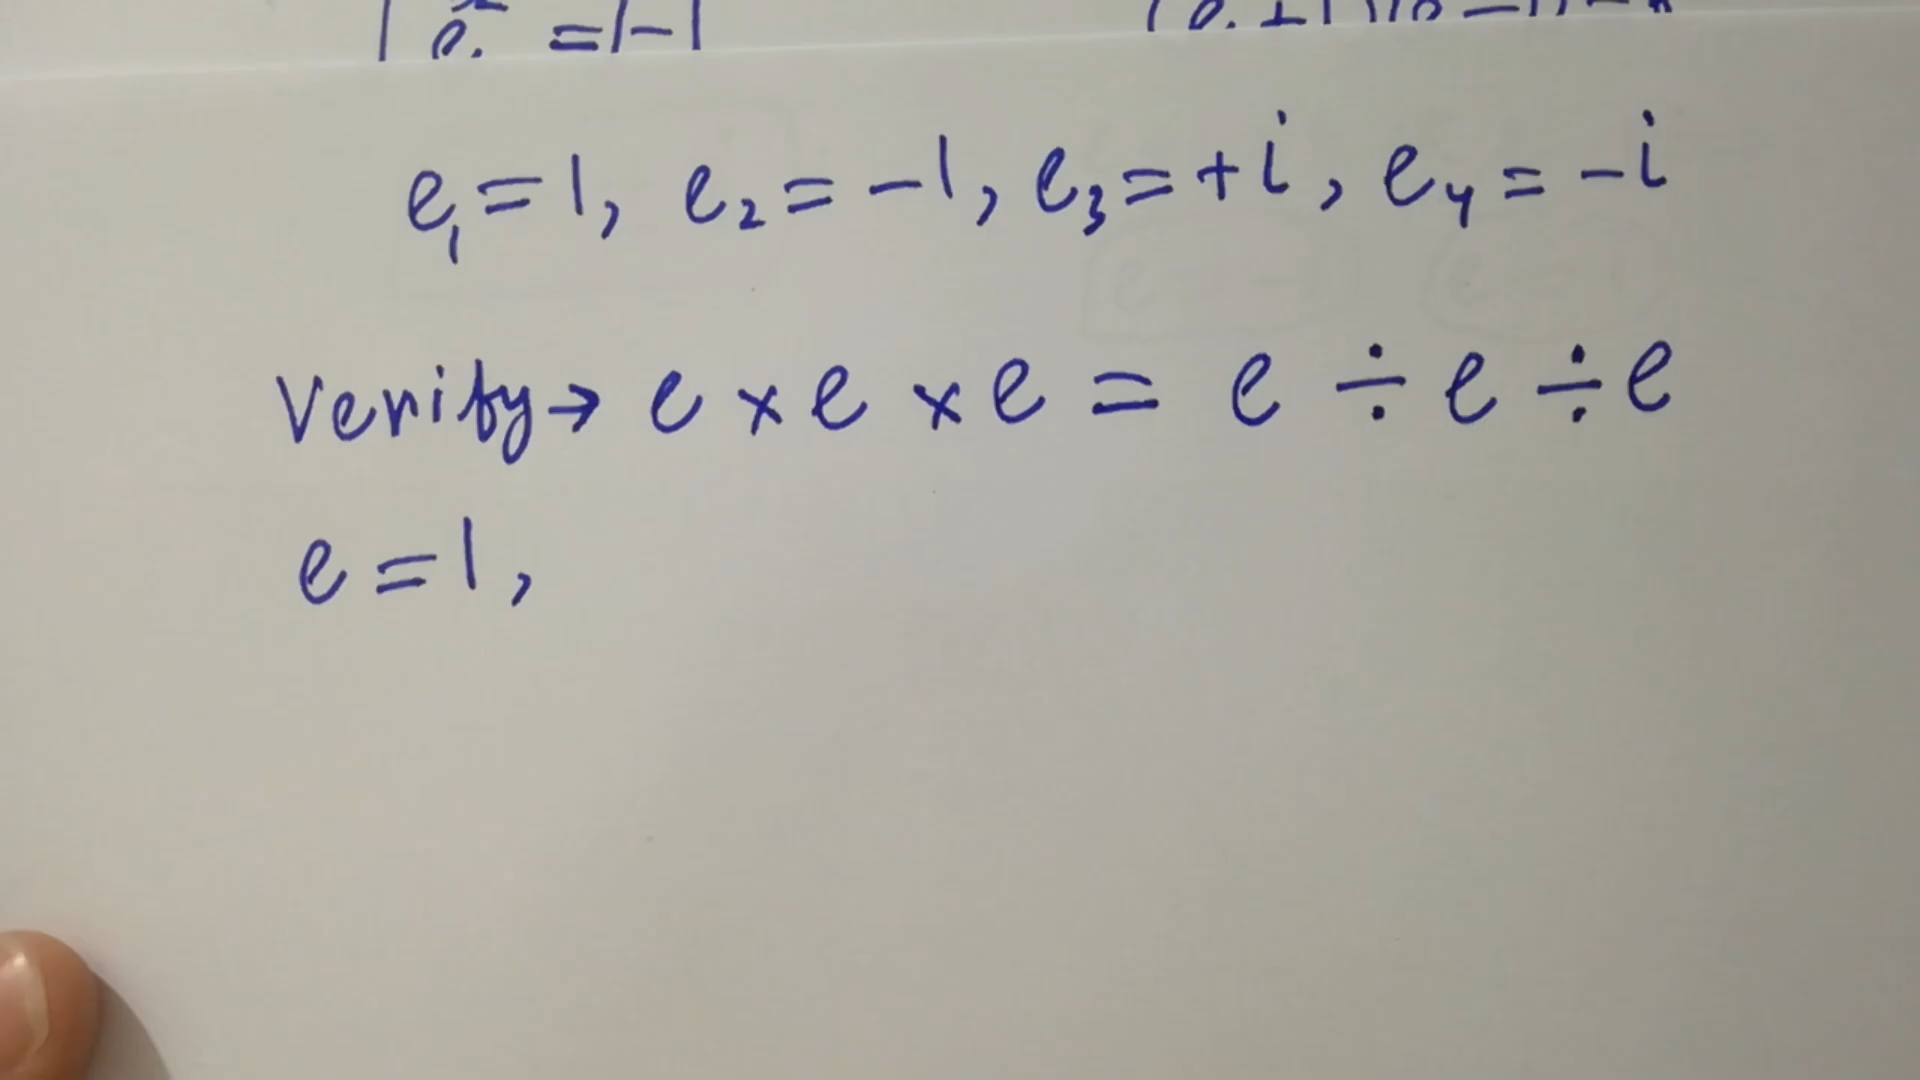 e₁ = 1, e₂ = -1, e₃ = +i, e₄ = -i
Verify → e × e × e = e ÷ e ÷ e
e = 1,